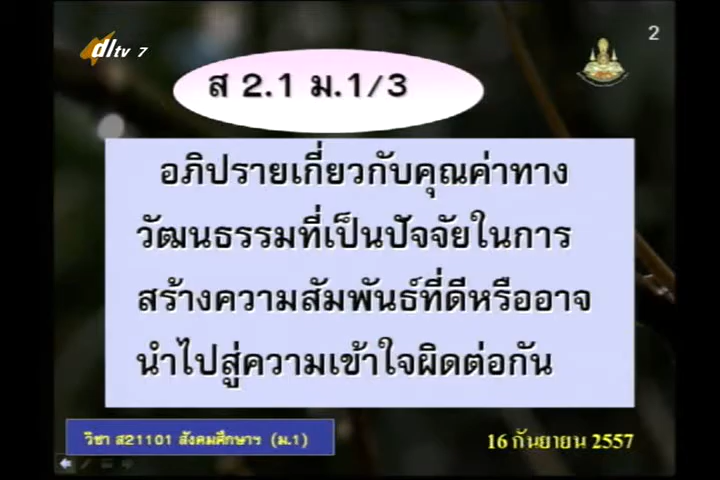 dltv 7
2
ส 2.1 ม.1/3
อภิปรายเกี่ยวกับคุณค่าทาง
วัฒนธรรมที่เป็นปัจจัยในการ
สร้างความสัมพันธ์ที่ดีหรืออาจ
นำไปสู่ความเข้าใจผิดต่อกัน
วิชา ส21101 สังคมศึกษาฯ (ม.1)
16 กันยายน 2557